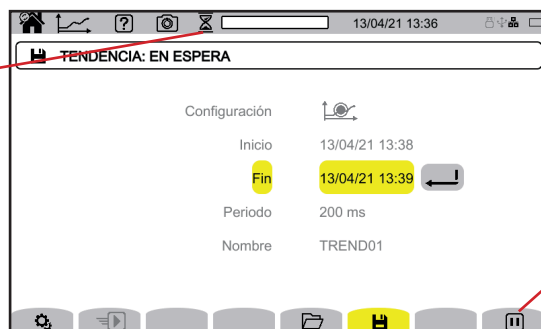 13/04/21 13:36
TENDENCIA: EN ESPERA
Configuración
Inicio 13/04/21 13:38
Fin 13/04/21 13:39
Periodo 200 ms
Nombre TREND01